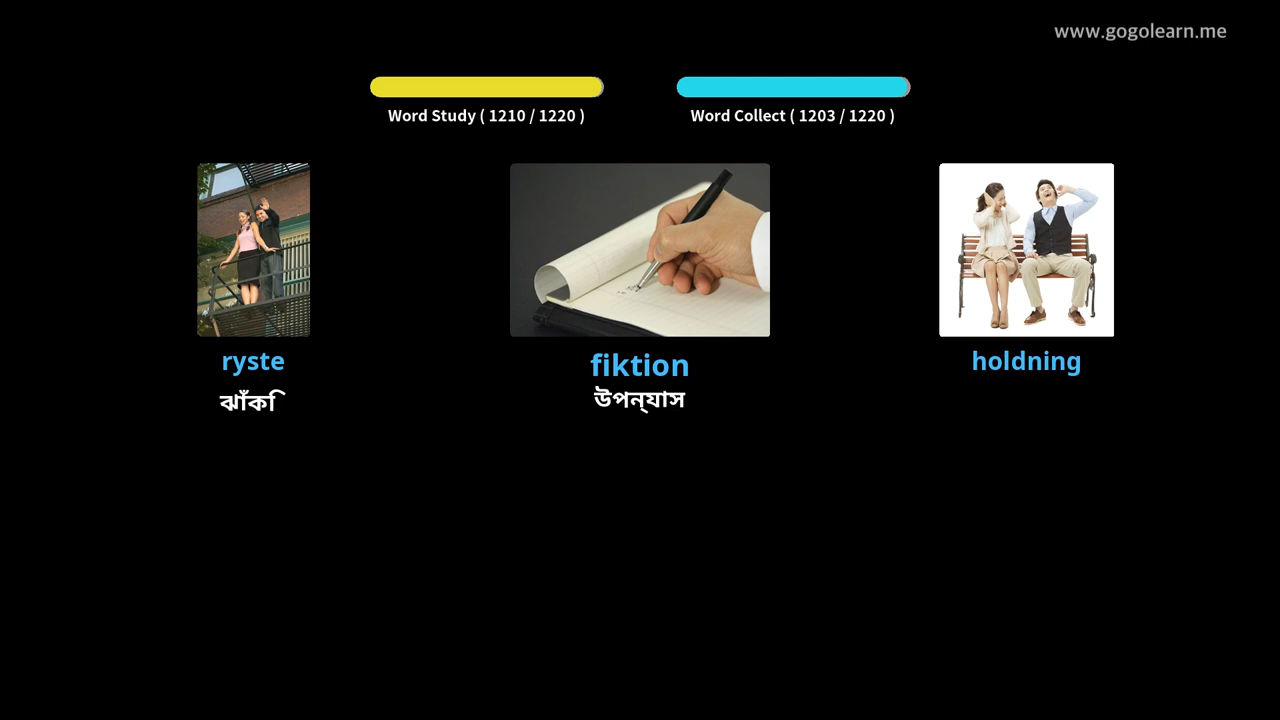 www.gogolearn.me
Word Study ( 1210 / 1220 )
Word Collect ( 1203 / 1220 )
ryste
fiktion
holdning
ঝাঁকি
উপন্যাস